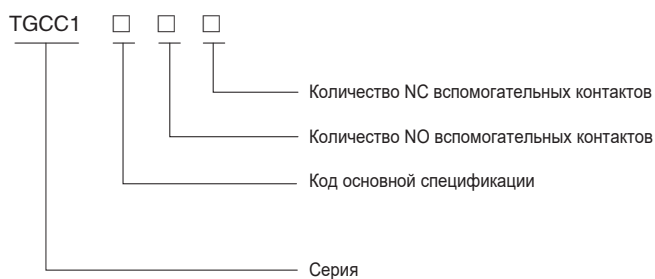 TGCC1 □ □ □
Количество NC вспомогательных контактов
Количество NO вспомогательных контактов
Код основной спецификации
Серия